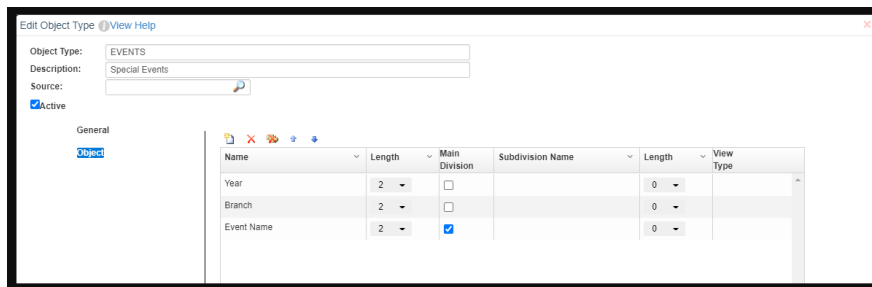 Edit Object Type View Help
Object Type: EVENTS
Description: Special Events
Source:
Active
General
Object
Name Length Main Division Subdivision Name Length View Type
Year 2 0
Branch 2 0
Event Name 2 0